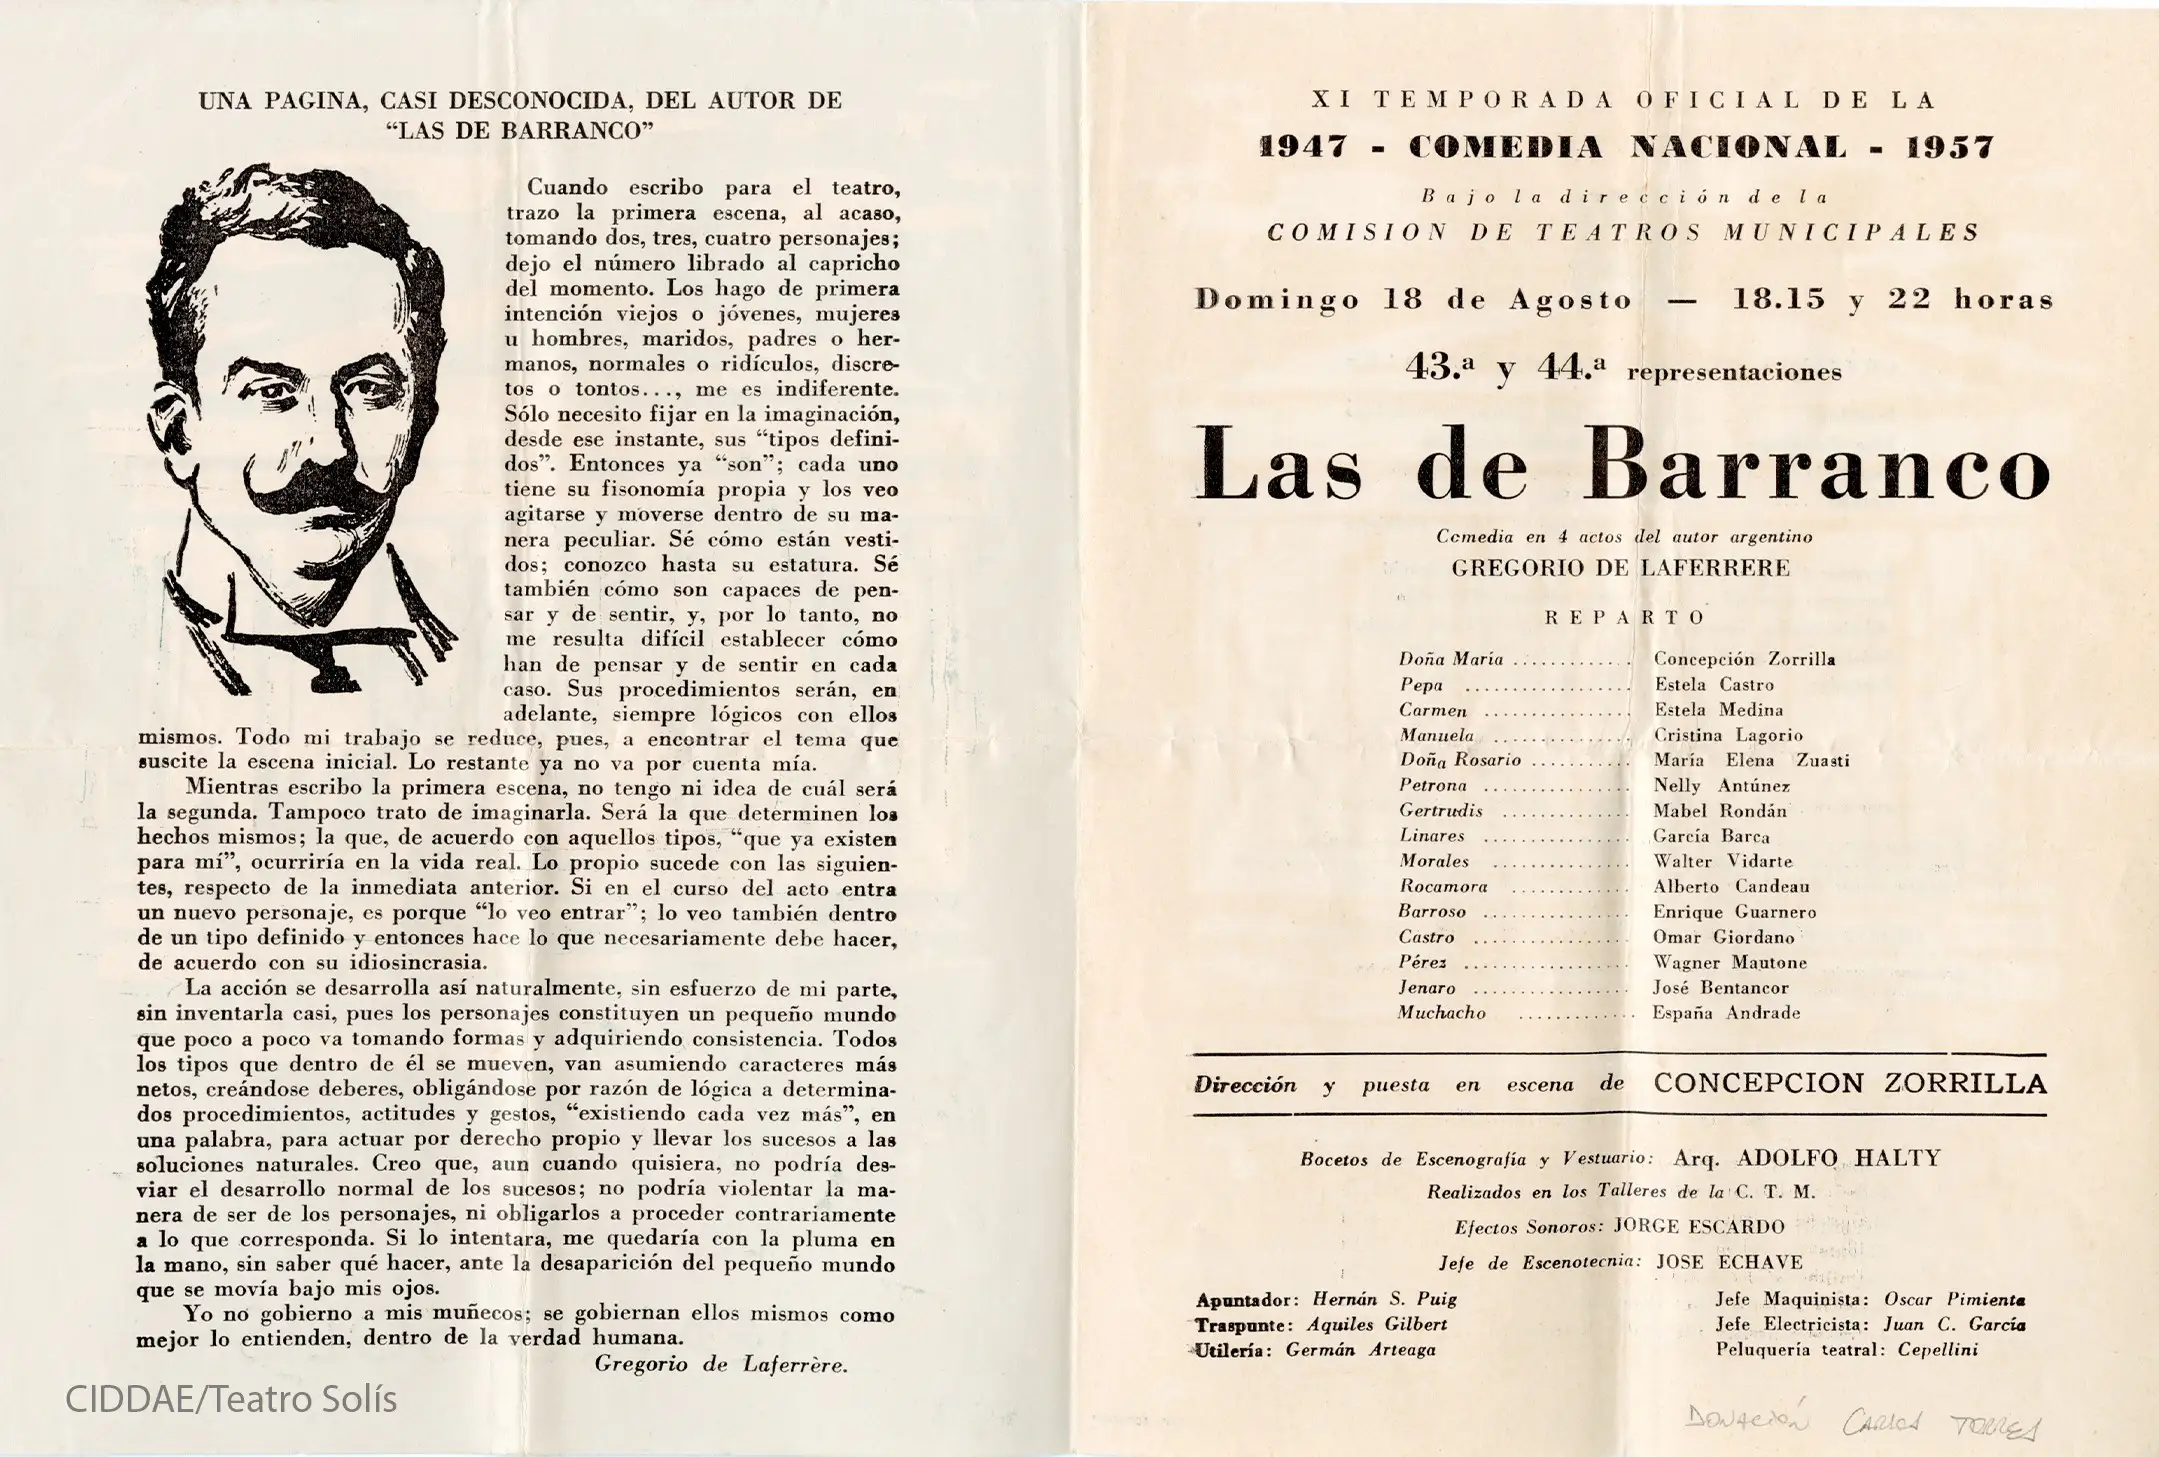 UNA PAGINA, CASI DESCONOCIDA, DEL AUTOR DE
“LAS DE BARRANCO”
Cuando escribo para el teatro,
trazo la primera escena, al acaso,
tomando dos, tres, cuatro personajes;
dejo el número librado al capricho
del momento. Los hago de primera
intención viejos o jóvenes, mujeres
u hombres, maridos, padres o her-
manos, normales o ridículos, discre-
tos o tontos..., me es indiferente.
Sólo necesito fijar en la imaginación,
desde ese instante, sus “tipos defini-
dos”. Entonces ya “son”; cada uno
tiene su fisonomía propia y los veo
agitarse y moverse dentro de su ma-
nera peculiar. Sé cómo están vesti-
dos; conozco hasta su estatura. Sé
también cómo son capaces de pen-
sar y de sentir, y, por lo tanto, no
me resulta difícil establecer cómo
han de pensar y de sentir en cada
caso. Sus procedimientos serán, en
adelante, siempre lógicos con ellos
mismos. Todo mi trabajo se reduce, pues, a encontrar el tema que
suscite la escena inicial. Lo restante ya no va por cuenta mía.
Mientras escribo la primera escena, no tengo ni idea de cuál será
la segunda. Tampoco trato de imaginarla. Será la que determinen los
hechos mismos; la que, de acuerdo con aquellos tipos, “que ya existen
para mí”, ocurriría en la vida real. Lo propio sucede con las siguien-
tes, respecto de la inmediata anterior. Si en el curso del acto entra
un nuevo personaje, es porque “lo veo entrar”; lo veo también dentro
de un tipo definido y entonces hace lo que necesariamente debe hacer,
de acuerdo con su idiosincrasia.
La acción se desarrolla así naturalmente, sin esfuerzo de mi parte,
sin inventarla casi, pues los personajes constituyen un pequeño mundo
que poco a poco va tomando formas y adquiriendo consistencia. Todos
los tipos que dentro de él se mueven, van asumiendo caracteres más
netos, creándose deberes, obligándose por razón de lógica a determina-
dos procedimientos, actitudes y gestos, “existiendo cada vez más”, en
una palabra, para actuar por derecho propio y llevar los sucesos a las
soluciones naturales. Creo que, aun cuando quisiera, no podría des-
viar el desarrollo normal de los sucesos; no podría violentar la ma-
nera de ser de los personajes, ni obligarlos a proceder contrariamente
a lo que corresponda. Si lo intentara, me quedaría con la pluma en
la mano, sin saber qué hacer, ante la desaparición del pequeño mundo
que se movía bajo mis ojos.
Yo no gobierno a mis muñecos; se gobiernan ellos mismos como
mejor lo entienden, dentro de la verdad humana.
Gregorio de Laferrère.
CIDDAE/Teatro Solís
XI TEMPORADA OFICIAL DE LA
1947 - COMEDIA NACIONAL - 1957
Bajo la dirección de la
COMISION DE TEATROS MUNICIPALES
Domingo 18 de Agosto — 18.15 y 22 horas
43.ª y 44.ª representaciones
Las de Barranco
Comedia en 4 actos del autor argentino
GREGORIO DE LAFERRERE
REPARTO
Doña María ............ Concepción Zorrilla
Pepa .................. Estela Castro
Carmen ................ Estela Medina
Manuela ............... Cristina Lagorio
Doña Rosario ........... María Elena Zuasti
Petrona ................ Nelly Antúnez
Gertrudis .............. Mabel Rondán
Linares ................ García Barca
Morales ............... Walter Vidarte
Rocamora ............. Alberto Candeau
Barroso ................ Enrique Guarnero
Castro ................. Omar Giordano
Pérez .................. Wagner Mautone
Jenaro ................. José Bentancor
Muchacho ............. España Andrade
Dirección y puesta en escena de CONCEPCION ZORRILLA
Bocetos de Escenografía y Vestuario: Arq. ADOLFO HALTY
Realizados en los Talleres de la C. T. M.
Efectos Sonoros: JORGE ESCARDO
Jefe de Escenotecnia: JOSE ECHAVE
Apuntador: Hernán S. Puig
Traspunte: Aquiles Gilbert
Utilería: Germán Arteaga
Jefe Maquinista: Oscar Pimienta
Jefe Electricista: Juan C. García
Peluquería teatral: Cepellini
DONACIÓN CARLOS TORRES